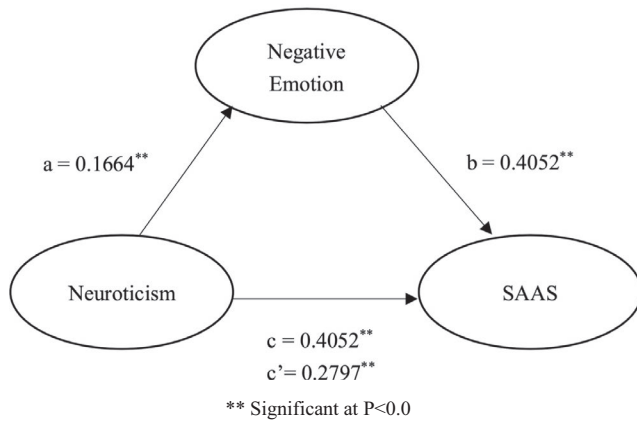 Negative
Emotion
a = 0.1664**
b = 0.4052**
Neuroticism
SAAS
c = 0.4052**
c’= 0.2797**
** Significant at P<0.0